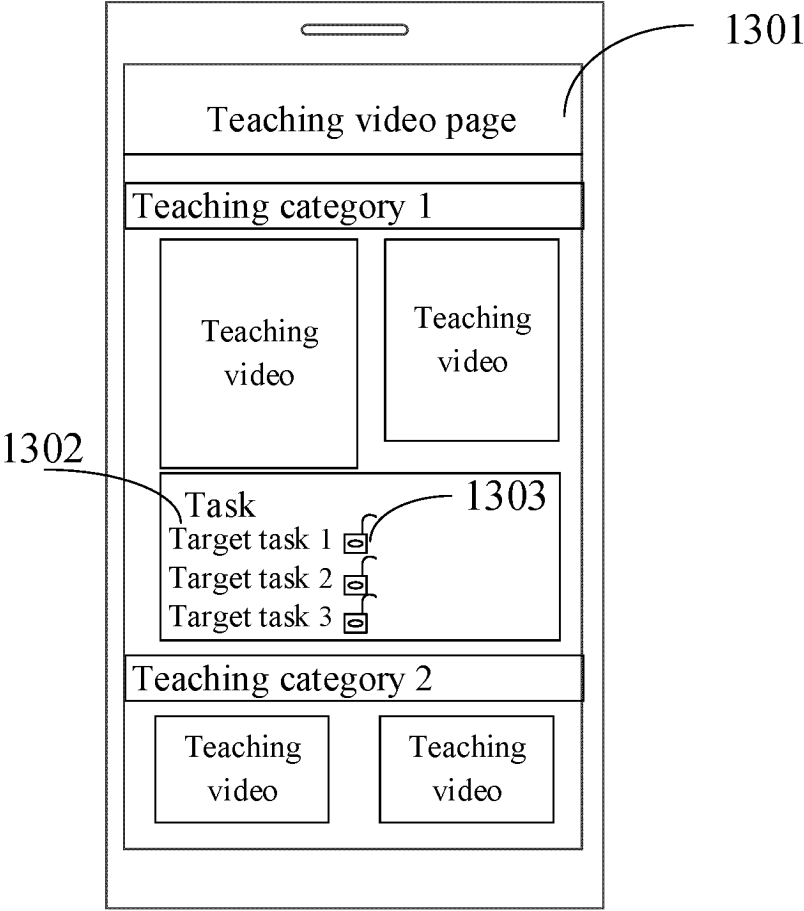 1301
Teaching video page
Teaching category 1
Teaching
video
Teaching
video
1302
Task
1303
Target task 1
Target task 2
Target task 3
Teaching category 2
Teaching
video
Teaching
video